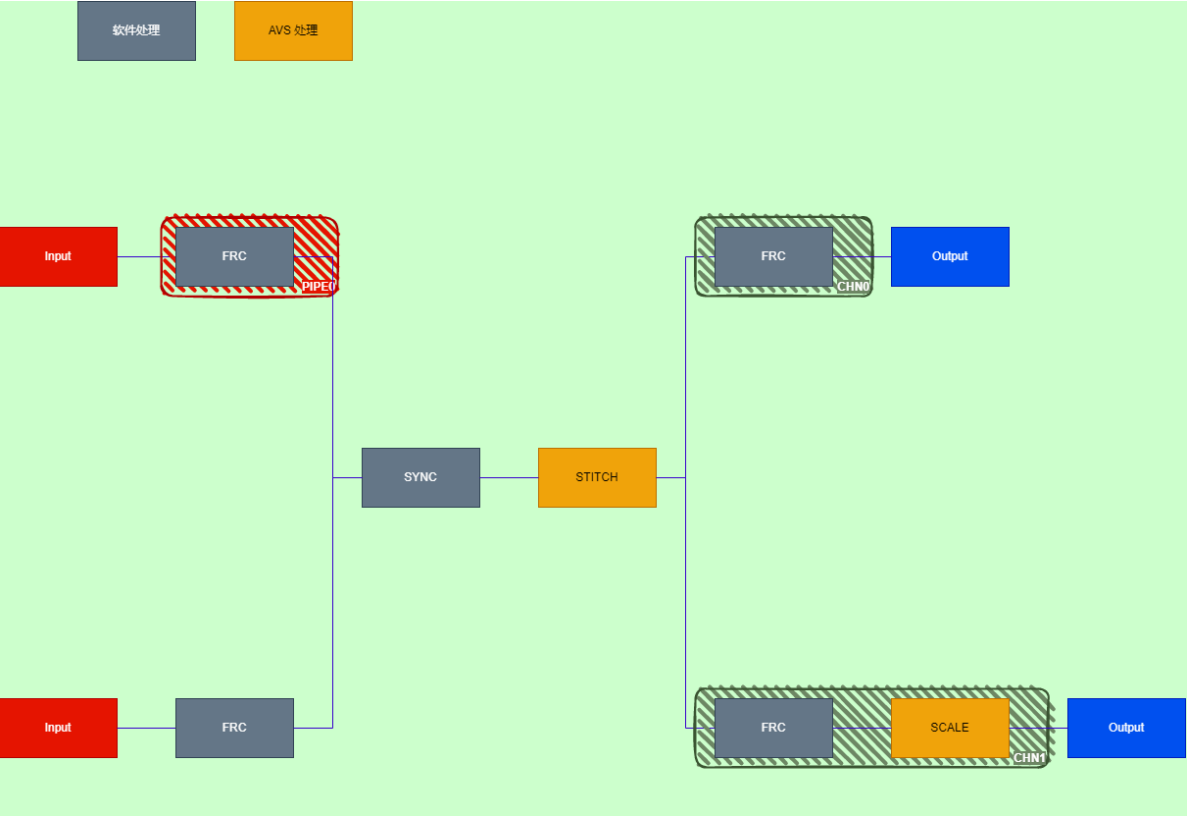 软件处理
AVS 处理
Input
FRC
PIPE0
FRC
CHN0
Output
SYNC
STITCH
Input
FRC
FRC
SCALE
CHN1
Output